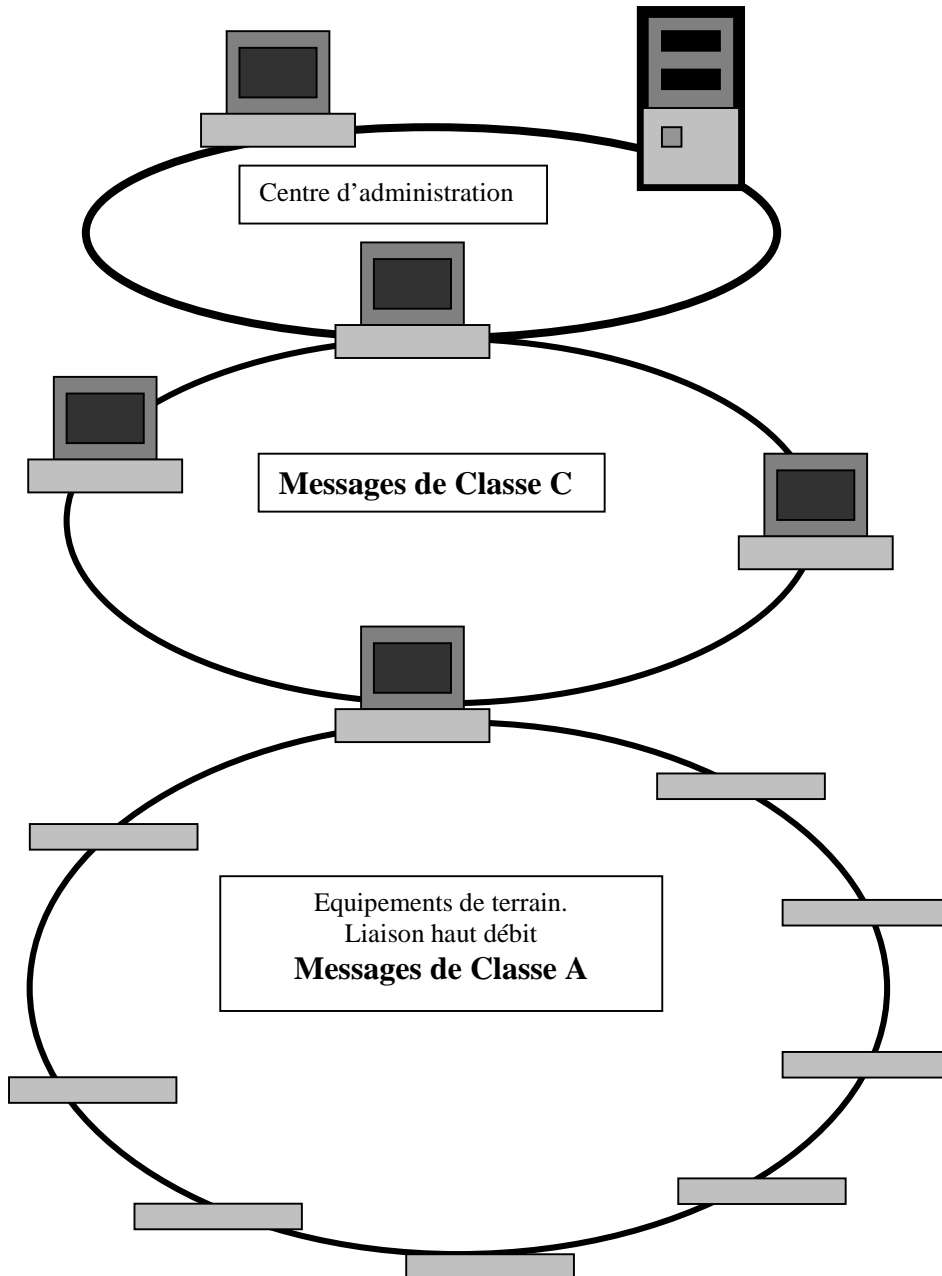 Centre d'administration
Messages de Classe C
Equipements de terrain.
Liaison haut débit
Messages de Classe A